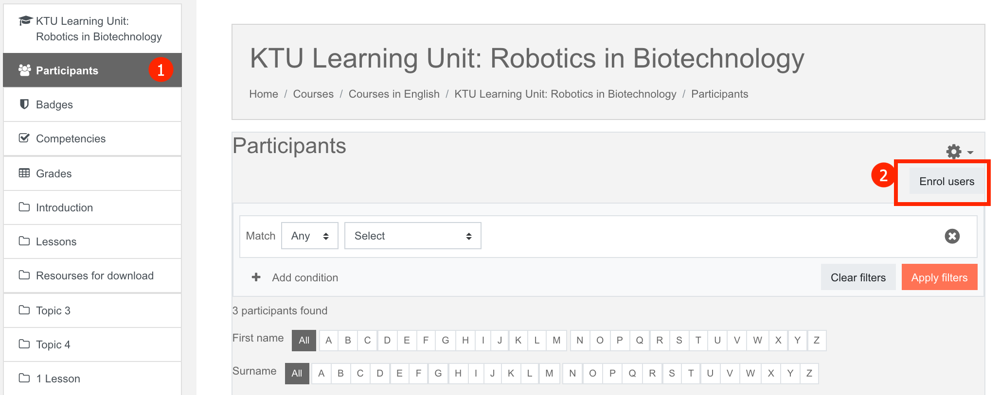 KTU Learning Unit:
Robotics in Biotechnology
Participants 1
Badges
Competencies
Grades
Introduction
Lessons
Resourses for download
Topic 3
Topic 4
1 Lesson
KTU Learning Unit: Robotics in Biotechnology
Home / Courses / Courses in English / KTU Learning Unit: Robotics in Biotechnology / Participants
Participants
2 Enrol users
Match Any Select
Add condition Clear filters Apply filters
3 participants found
First name All A B C D E F G H I J K L M N O P Q R S T U V W X Y Z
Surname All A B C D E F G H I J K L M N O P Q R S T U V W X Y Z